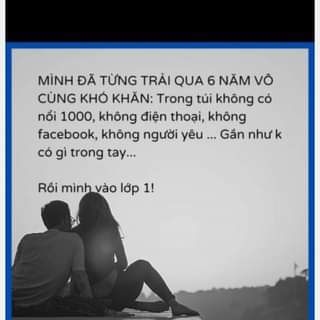 MÌNH ĐÃ TỪNG TRẢI QUA 6 NĂM VÔ
CÙNG KHÓ KHĂN: Trong túi không có
nổi 1000, không điện thoại, không
facebook, không người yêu ... Gần như k
có gì trong tay...
Rồi mình vào lớp 1!